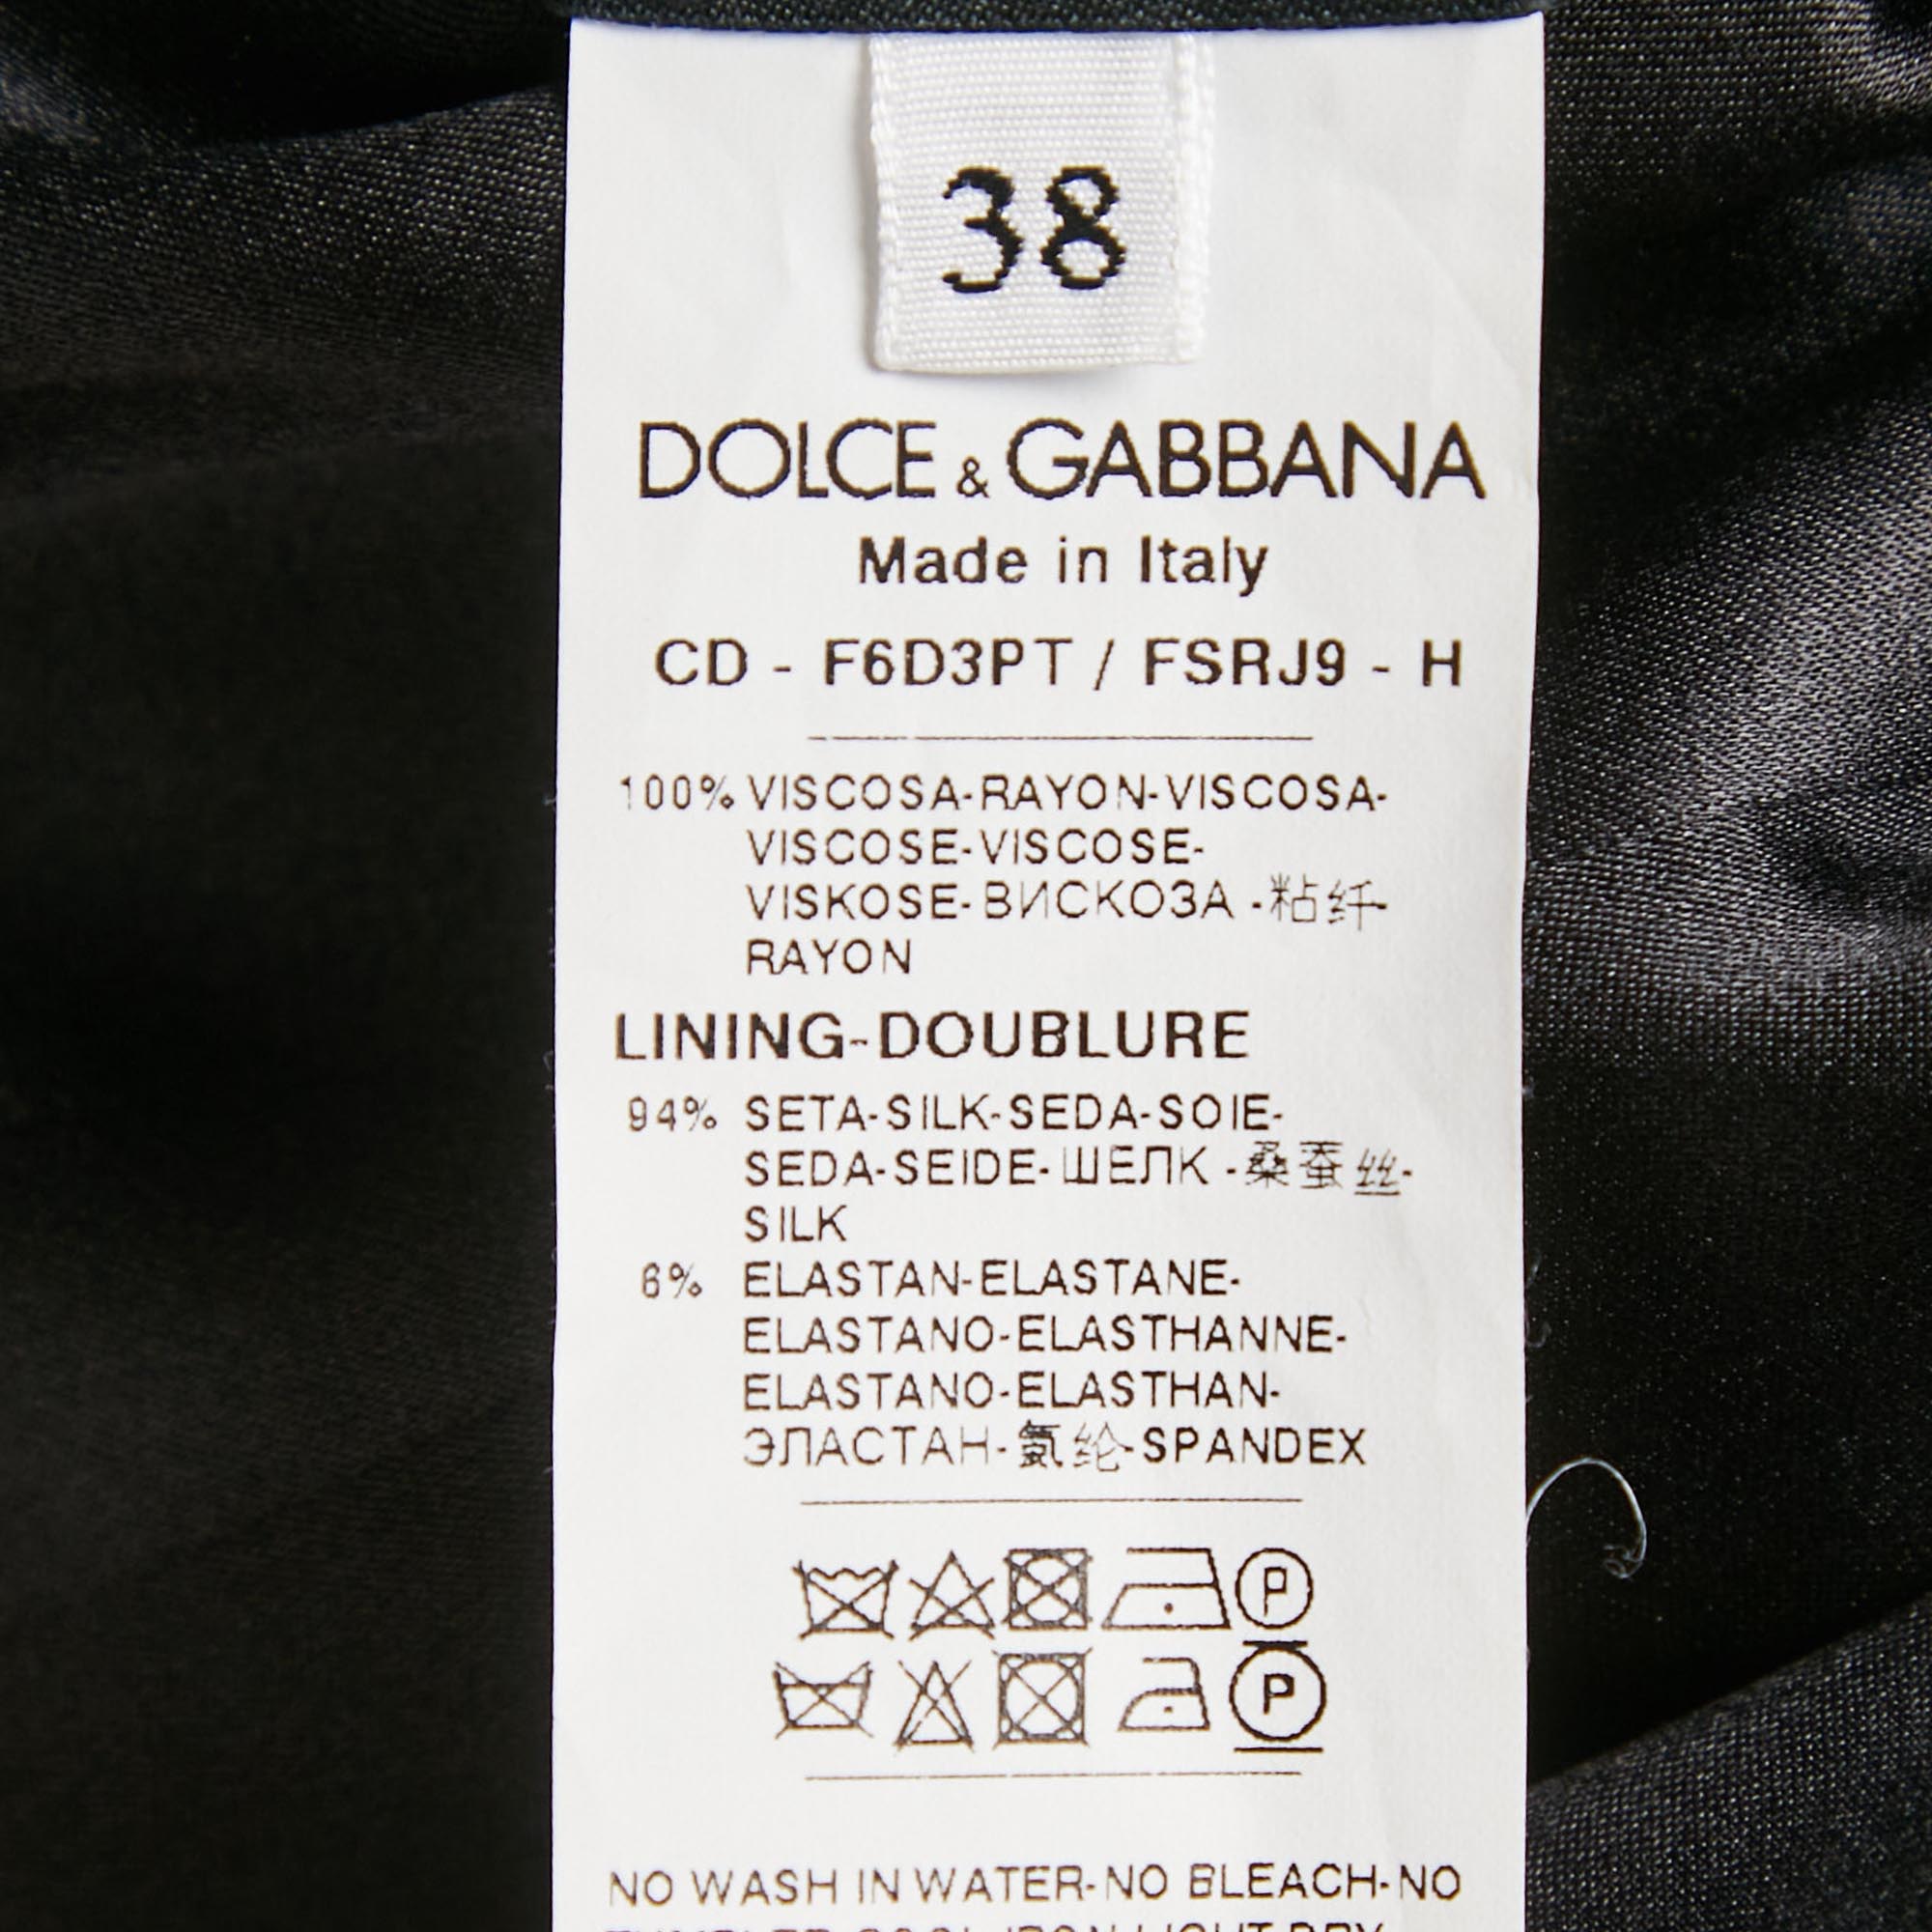 38
DOLCE & GABBANA
Made in Italy
CD - F6D3PT / FSRJ9 - H
100% VISCOSA-RAYON-VISCOSA-
VISCOSE-VISCOSE-
VISKOSE-ВИСКОЗА -粘纤-
RAYON
LINING-DOUBLURE
94% SETA-SILK-SEDA-SOIE-
SEDA-SEIDE-ШЕЛК -桑蚕丝-
SILK
6% ELASTAN-ELASTANE-
ELASTANO-ELASTHANNE-
ELASTANO-ELASTHAN-
ЭЛАСТАН-氨纶-SPANDEX
P
P
NO WASH IN WATER-NO BLEACH-NO